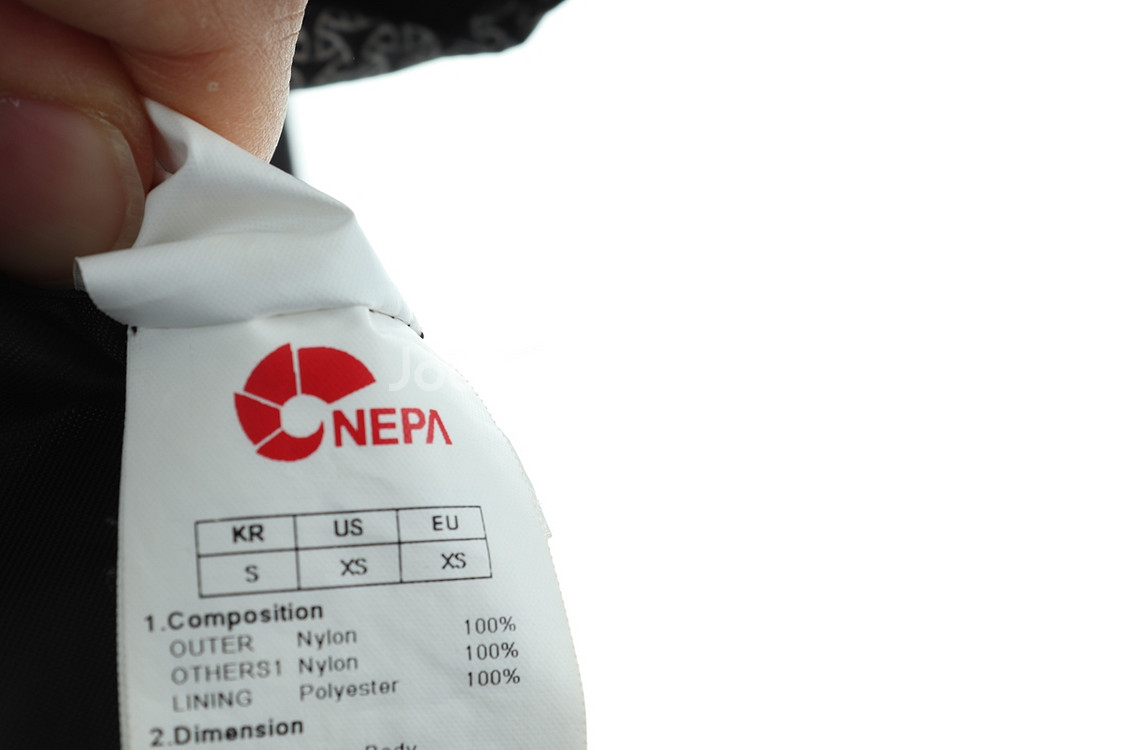 NEPA
KR US EU
S XS XS
1.Composition
OUTER Nylon 100%
OTHERS1 Nylon 100%
LINING Polyester 100%
2.Dimension
Body